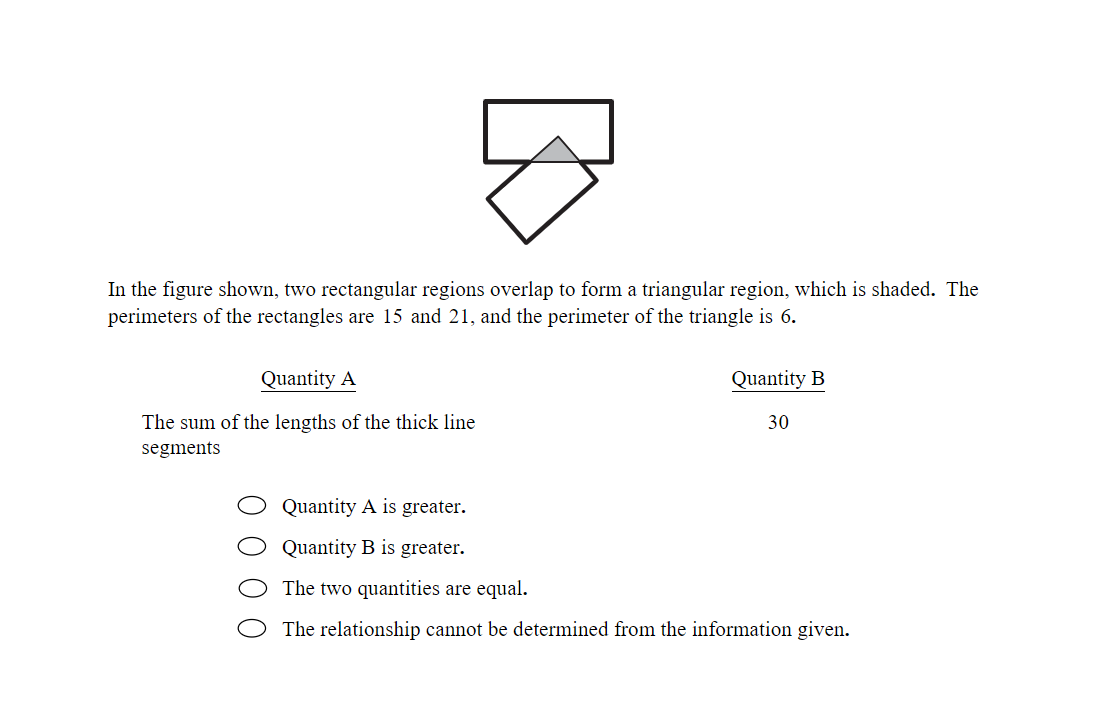 In the figure shown, two rectangular regions overlap to form a triangular region, which is shaded. The
perimeters of the rectangles are 15 and 21, and the perimeter of the triangle is 6.
Quantity A
Quantity B
The sum of the lengths of the thick line
segments
30
Quantity A is greater.
Quantity B is greater.
The two quantities are equal.
The relationship cannot be determined from the information given.